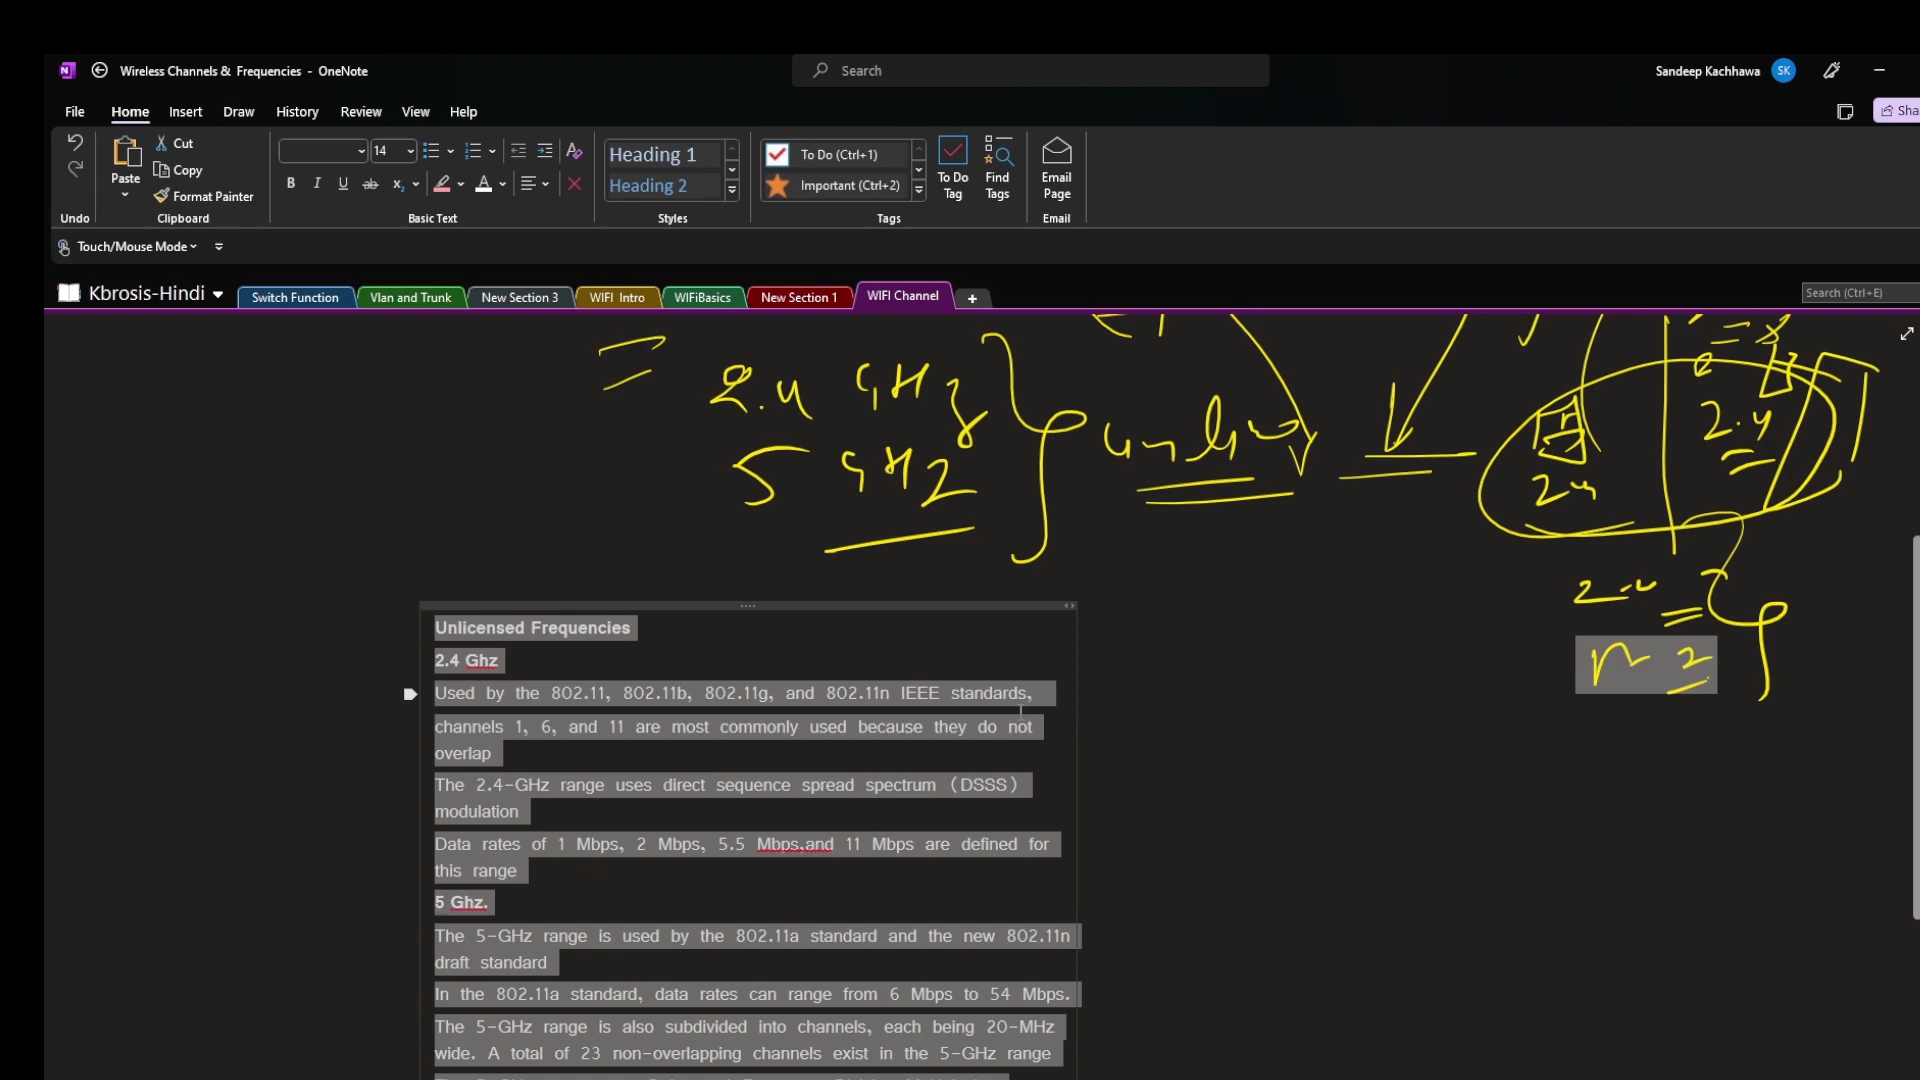 Wireless Channels & Frequencies - OneNote
Search
Sandeep Kachhawa SK
File Home Insert Draw History Review View Help
Sha
Paste
Cut
Copy
Format Painter
14
B I U ab x₂ A
Heading 1
Heading 2
To Do (Ctrl+1)
Important (Ctrl+2)
To Do Tag
Find Tags
Email Page
Undo Clipboard Basic Text Styles Tags Email
Touch/Mouse Mode
Kbrosis-Hindi Switch Function Vlan and Trunk New Section 3 WIFI Intro WIFiBasics New Section 1 WIFI Channel +
Search (Ctrl+E)
2.4 GHz
5 GHZ
2.4
24
Unlicensed Frequencies
2.4 Ghz
Used by the 802.11, 802.11b, 802.11g, and 802.11n IEEE standards,
channels 1, 6, and 11 are most commonly used because they do not
overlap
The 2.4-GHz range uses direct sequence spread spectrum (DSSS)
modulation
Data rates of 1 Mbps, 2 Mbps, 5.5 Mbps,and 11 Mbps are defined for
this range
5 Ghz.
The 5-GHz range is used by the 802.11a standard and the new 802.11n
draft standard
In the 802.11a standard, data rates can range from 6 Mbps to 54 Mbps.
The 5-GHz range is also subdivided into channels, each being 20-MHz
wide. A total of 23 non-overlapping channels exist in the 5-GHz range